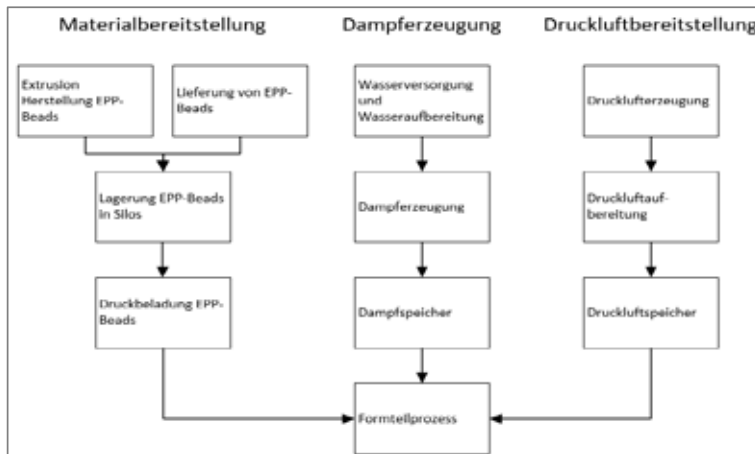 Materialbereitstellung
Dampferzeugung
Druckluftbereitstellung
Extrusion
Herstellung EPP-
Beads
Lieferung von EPP-
Beads
Wasserversorgung
und
Wasseraufbereitung
Drucklufterzeugung
Lagerung EPP-Beads
in Silos
Dampferzeugung
Druckluftauf-
bereitung
Druckbeladung EPP-
Beads
Dampfspeicher
Druckluftspeicher
Formteilprozess